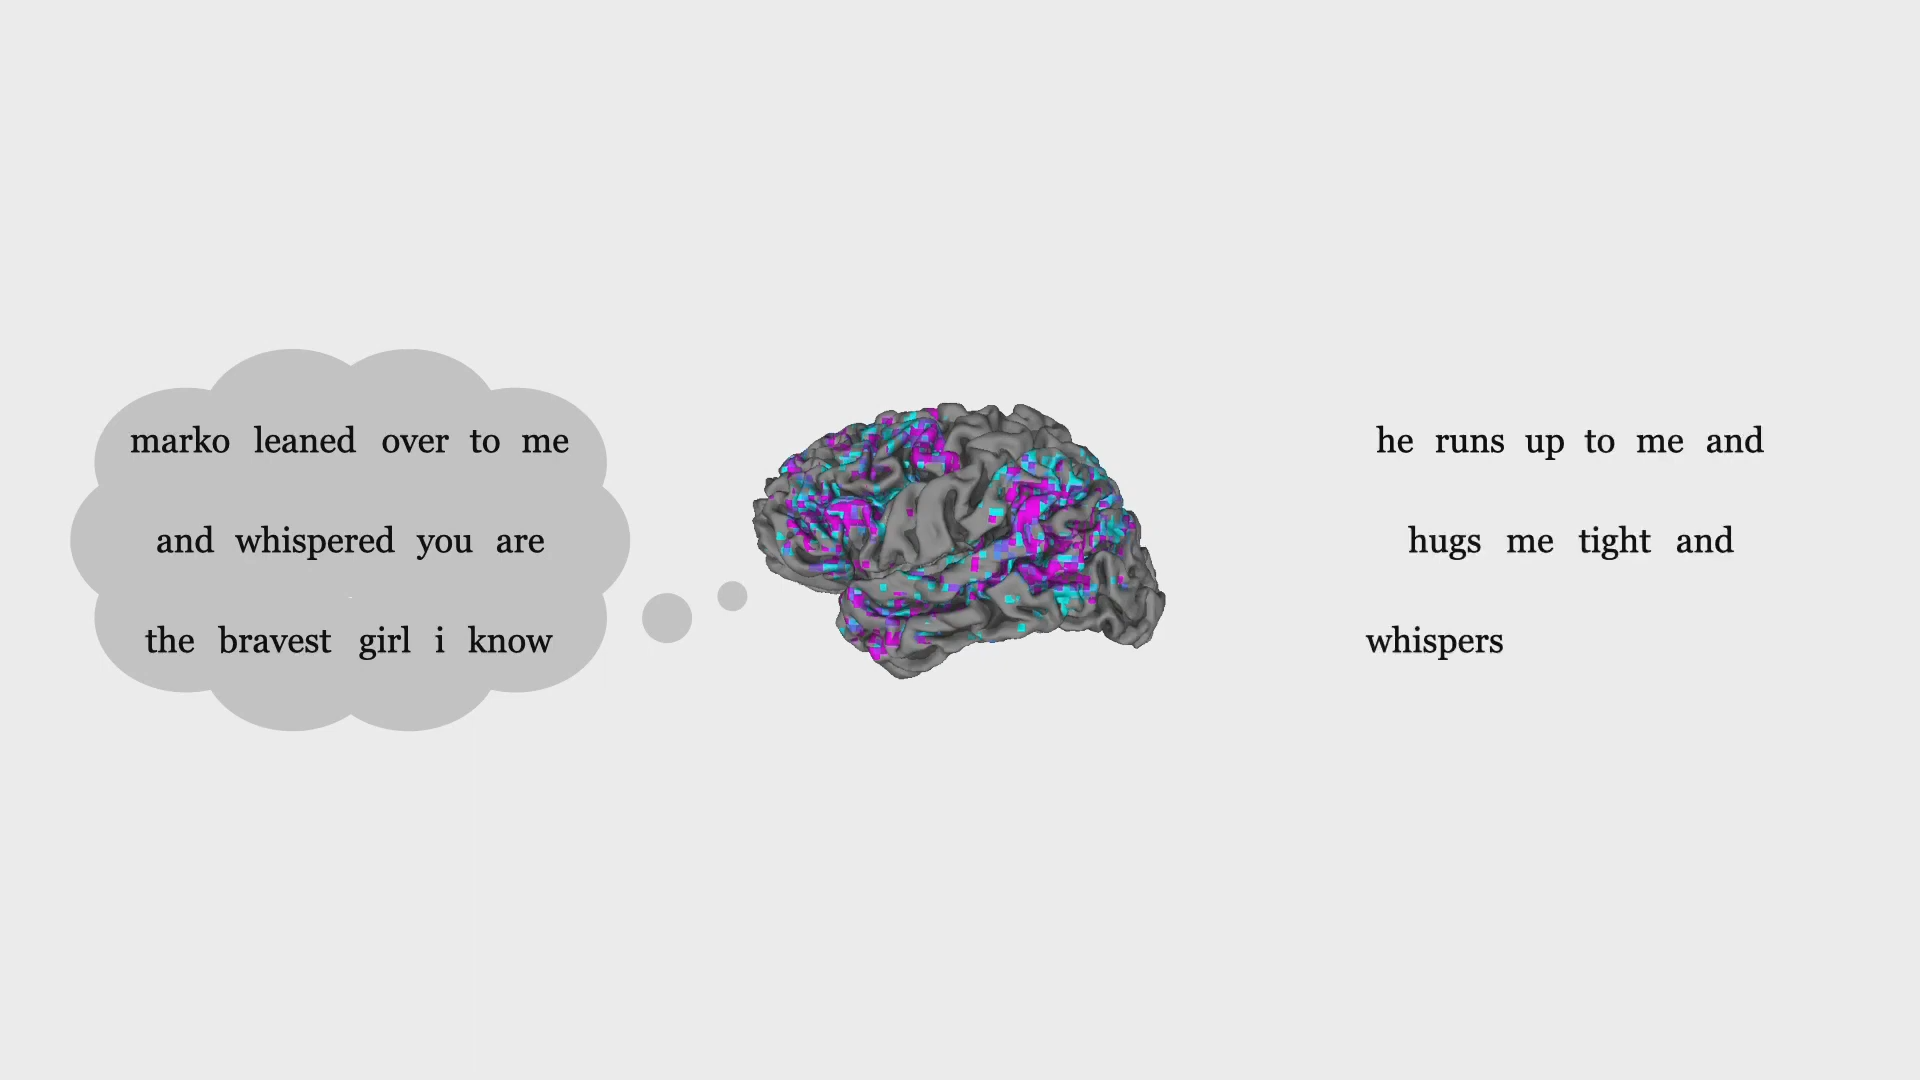 marko leaned over to me
and whispered you are
the bravest girl i know
he runs up to me and
hugs me tight and
whispers